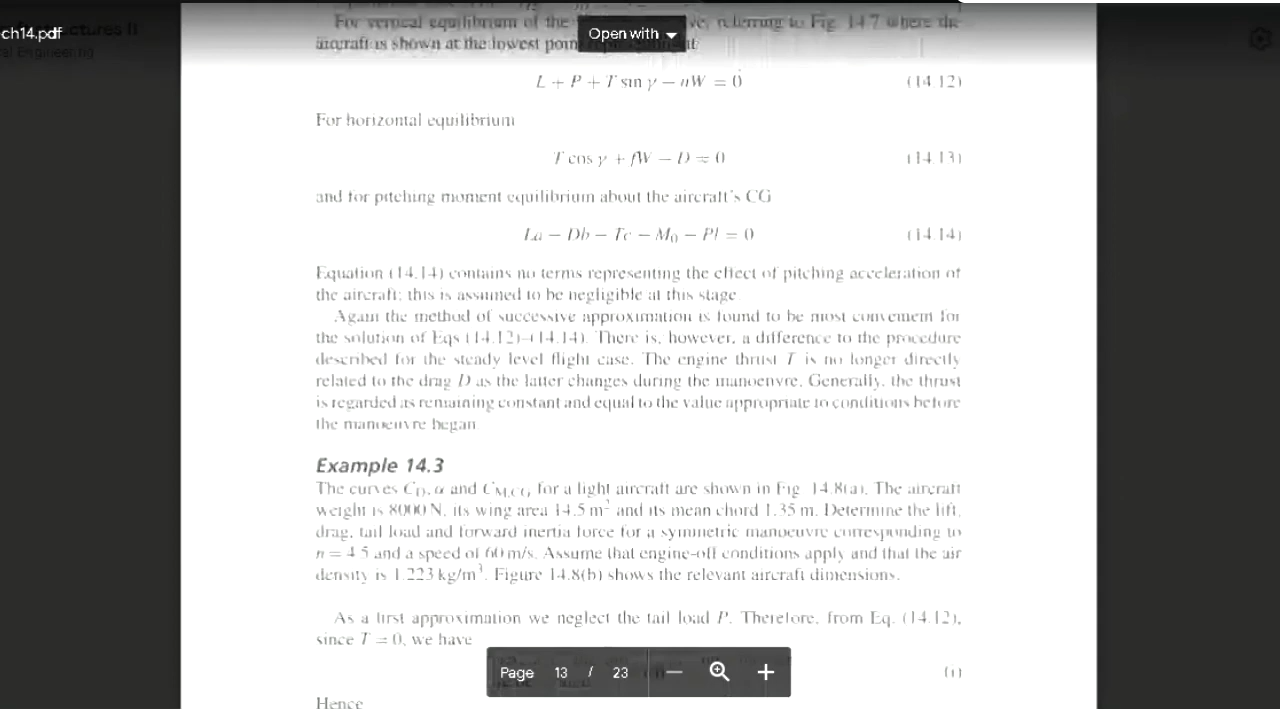 ch14.pdf
Open with
For vertical equilibrium of the ve, referring to Fig. 14.7 where the
aircraft is shown at the lowest point
L + P + T sin γ − nW = 0 (14.12)
For horizontal equilibrium
T cos γ + fW − D = 0 (14.13)
and for pitching moment equilibrium about the aircraft's CG
La − Db − Tc − M₀ − Pl = 0 (14.14)
Equation (14.14) contains no terms representing the effect of pitching acceleration of
the aircraft; this is assumed to be negligible at this stage.
Again the method of successive approximation is found to be most convenient for
the solution of Eqs (14.12)–(14.14). There is, however, a difference to the procedure
described for the steady level flight case. The engine thrust T is no longer directly
related to the drag D as the latter changes during the manoeuvre. Generally, the thrust
is regarded as remaining constant and equal to the value appropriate to conditions before
the manoeuvre began.
Example 14.3
The curves C_D, α and C_M,CG for a light aircraft are shown in Fig. 14.8(a). The aircraft
weight is 8000 N, its wing area 14.5 m² and its mean chord 1.35 m. Determine the lift,
drag, tail load and forward inertia force for a symmetric manoeuvre corresponding to
n = 4.5 and a speed of 60 m/s. Assume that engine-off conditions apply and that the air
density is 1.223 kg/m³. Figure 14.8(b) shows the relevant aircraft dimensions.
As a first approximation we neglect the tail load P. Therefore, from Eq. (14.12),
since T = 0, we have
(i)
Page 13 / 23
Hence